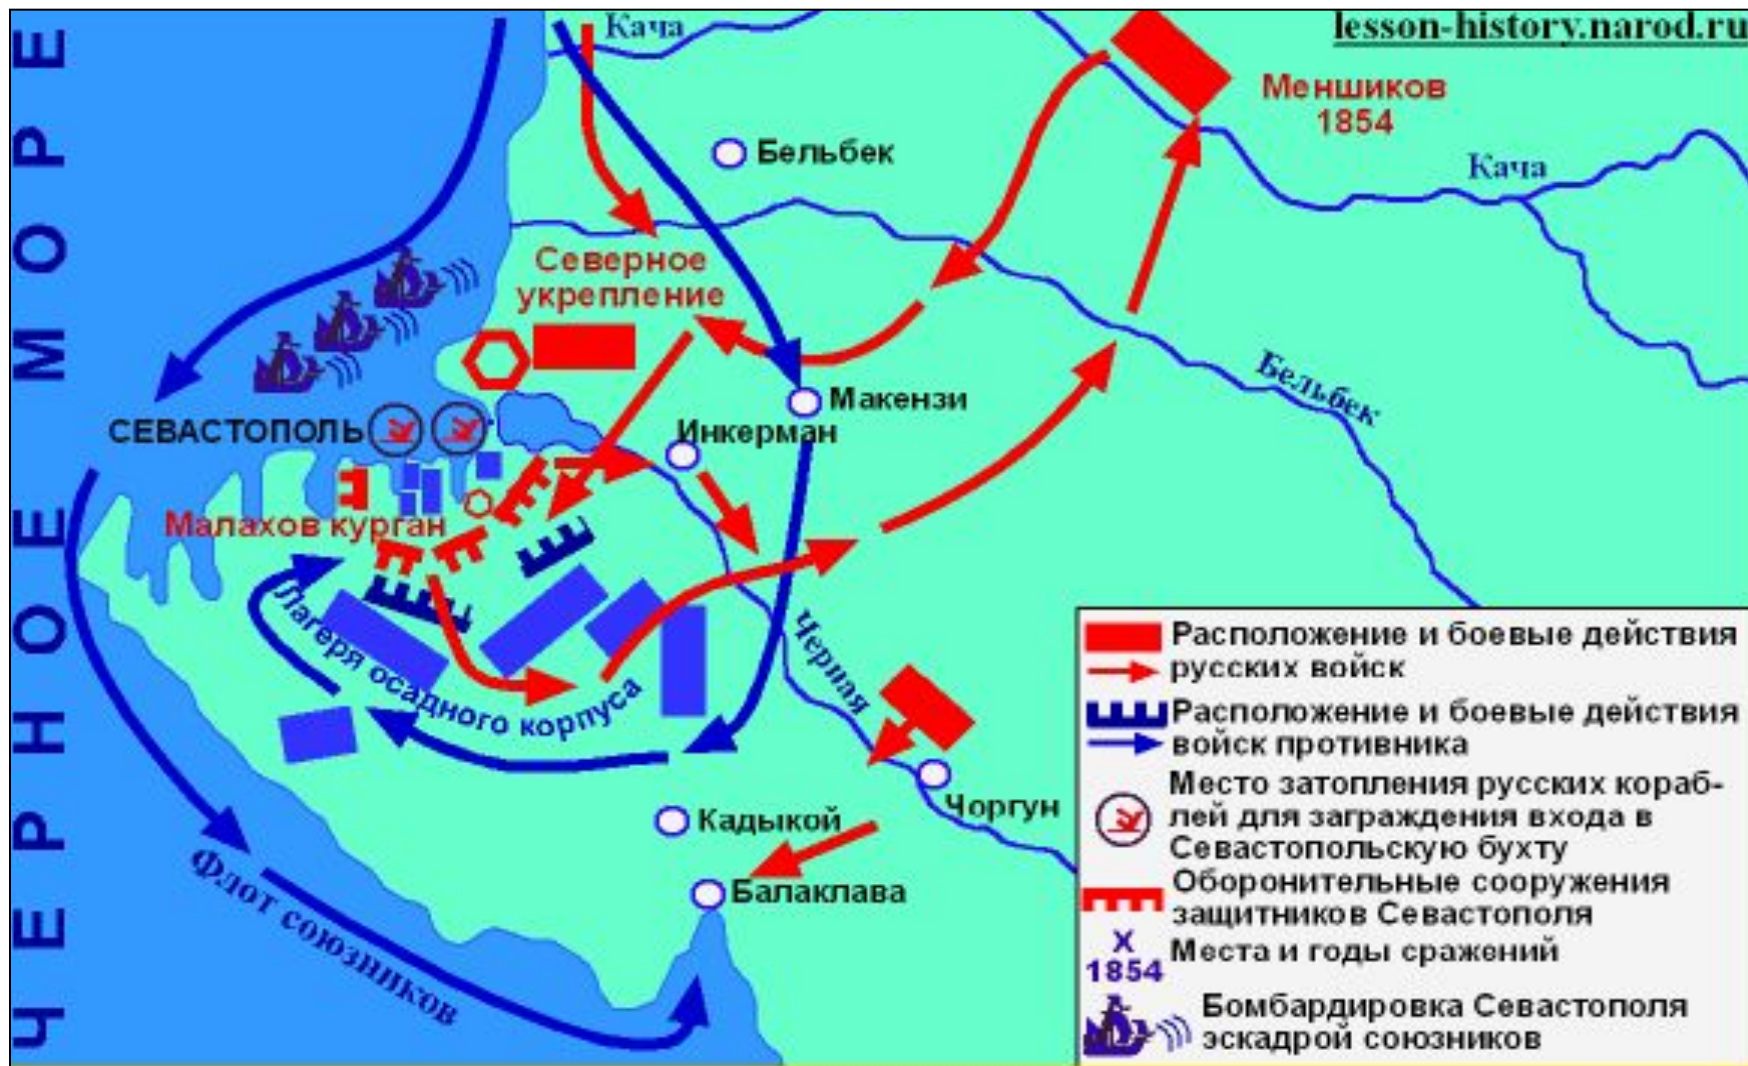 lesson-history.narod.ru
Кача
Меншиков
1854
Бельбек
Кача
Северное
укрепление
Бельбек
Макензи
СЕВАСТОПОЛЬ
Инкерман
Малахов курган
Лагеря осадного корпуса
Черная
Чоргун
Кадыкой
Балаклава
Флот союзников
ЧЕРНОЕ МОРЕ
Расположение и боевые действия
русских войск
Расположение и боевые действия
войск противника
Место затопления русских кораб-
лей для заграждения входа в
Севастопольскую бухту
Оборонительные сооружения
защитников Севастополя
X
1854
Места и годы сражений
Бомбардировка Севастополя
эскадрой союзников